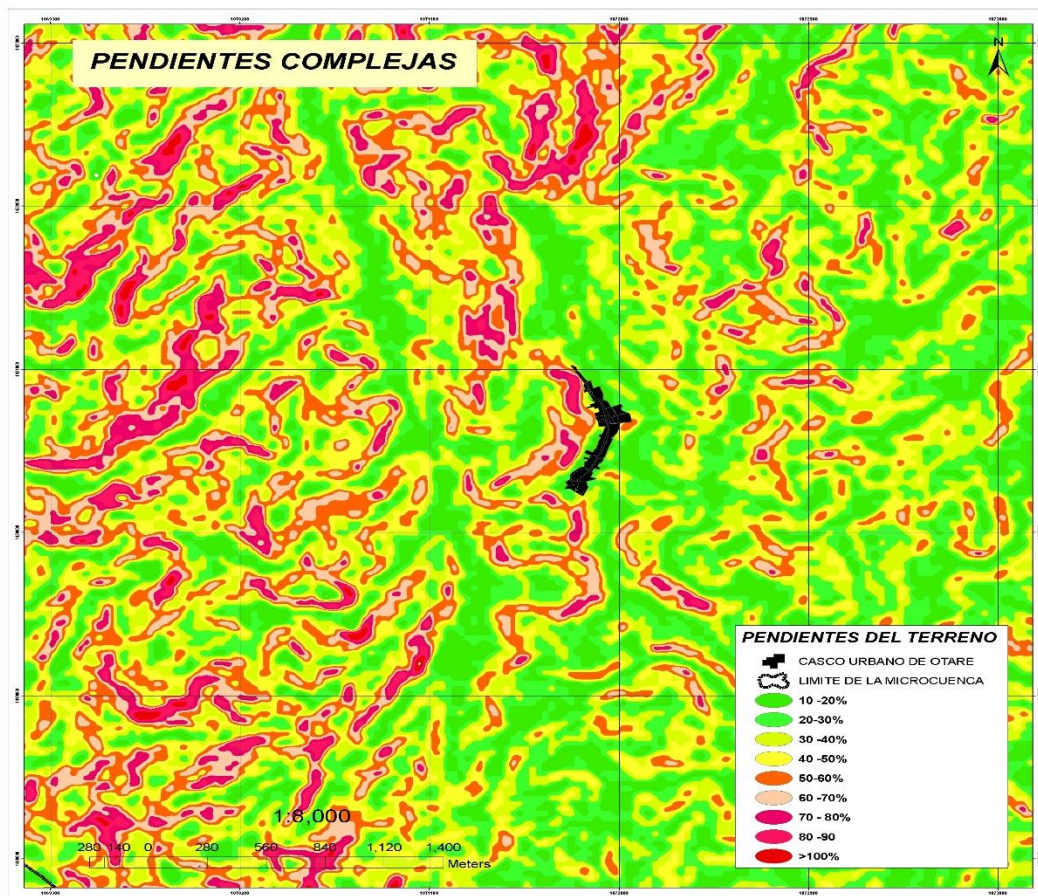 PENDIENTES COMPLEJAS
N
PENDIENTES DEL TERRENO
CASCO URBANO DE OTARE
LIMITE DE LA MICROCUENCA
10 -20%
20-30%
30 -40%
40 -50%
50-60%
60 -70%
70 - 80%
80 -90
>100%
1:8,000
280 140 0 280 560 840 1,120 1,400
Meters